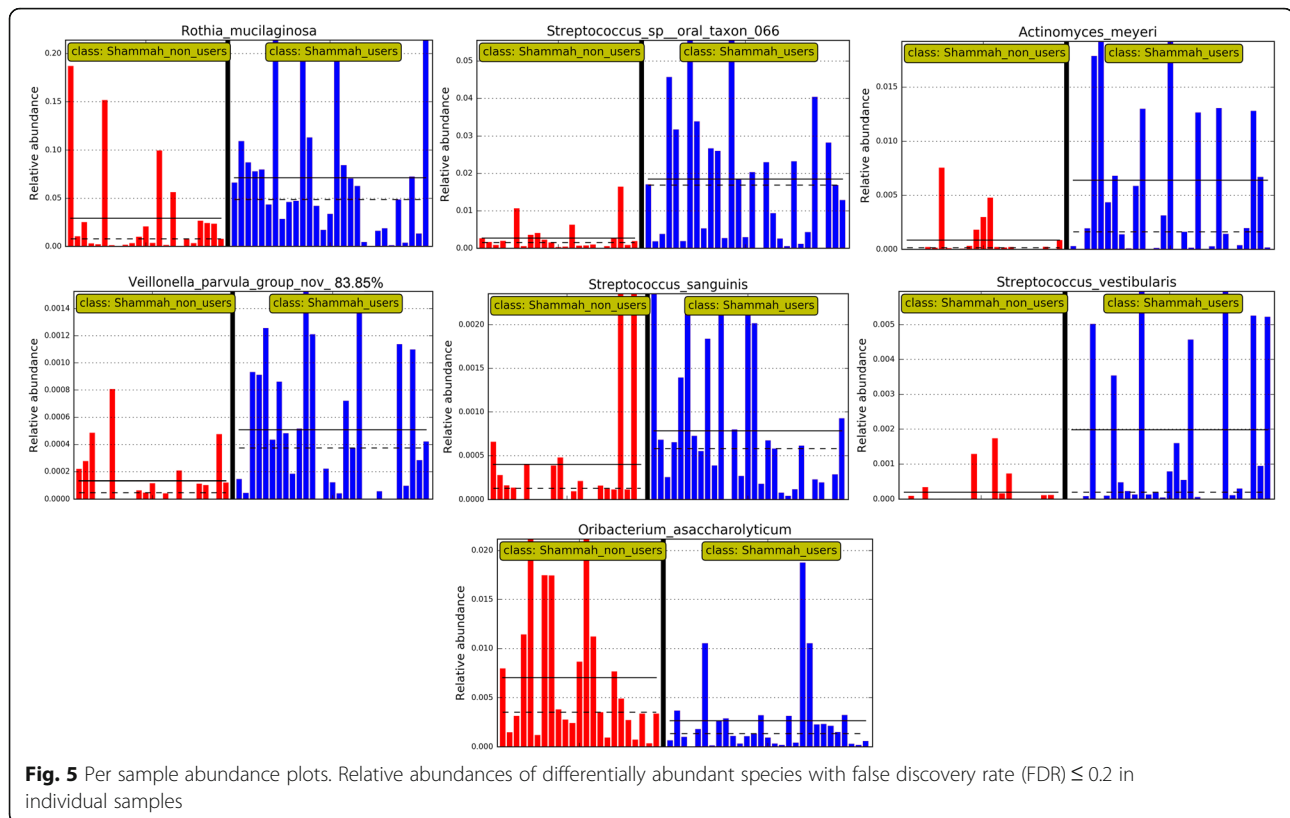 Rothia_mucilaginosa
class: Shammah_non_users
class: Shammah_users
Relative abundance
0.20
0.15
0.10
0.05
0.00
Streptococcus_sp__oral_taxon_066
class: Shammah_non_users
class: Shammah_users
Relative abundance
0.05
0.04
0.03
0.02
0.01
0.00
Actinomyces_meyeri
class: Shammah_non_users
class: Shammah_users
Relative abundance
0.015
0.010
0.005
0.000
Veillonella_parvula_group_nov_ 83.85%
class: Shammah_non_users
class: Shammah_users
Relative abundance
0.0014
0.0012
0.0010
0.0008
0.0006
0.0004
0.0002
0.0000
Streptococcus_sanguinis
class: Shammah_non_users
class: Shammah_users
Relative abundance
0.0020
0.0015
0.0010
0.0005
0.0000
Streptococcus_vestibularis
class: Shammah_non_users
class: Shammah_users
Relative abundance
0.005
0.004
0.003
0.002
0.001
0.000
Oribacterium_asaccharolyticum
class: Shammah_non_users
class: Shammah_users
Relative abundance
0.020
0.015
0.010
0.005
0.000
Fig. 5 Per sample abundance plots. Relative abundances of differentially abundant species with false discovery rate (FDR) ≤ 0.2 in
individual samples